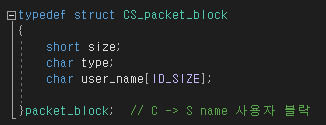 typedef struct CS_packet_block
{
short size;
char type;
char user_name[ID_SIZE];
}packet_block; // C -> S name 사용자 블락